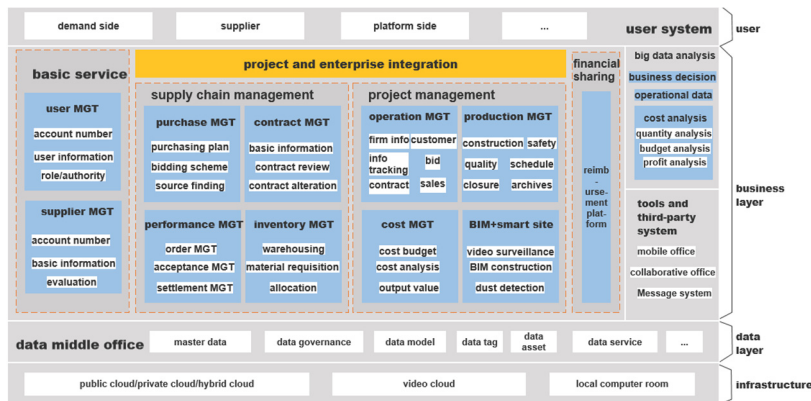 demand side
supplier
platform side
...
user system
user
basic service
user MGT
account number
user information
role/authority
supplier MGT
account number
basic information
evaluation
project and enterprise integration
supply chain management
purchase MGT
purchasing plan
bidding scheme
source finding
contract MGT
basic information
contract review
contract alteration
performance MGT
order MGT
acceptance MGT
settlement MGT
inventory MGT
warehousing
material requisition
allocation
project management
operation MGT
firm info
customer
info
tracking
bid
contract
sales
production MGT
construction
safety
quality
schedule
closure
archives
cost MGT
cost budget
cost analysis
output value
BIM+smart site
video surveillance
BIM construction
dust detection
financial
sharing
reimb
- urse-
ment
plat-
form
big data analysis
business decision
operational data
cost analysis
quantity analysis
budget analysis
profit analysis
tools and
third-party
system
mobile office
collaborative office
Message system
business
layer
data middle office
master data
data governance
data model
data tag
data
asset
data service
...
data
layer
public cloud/private cloud/hybrid cloud
video cloud
local computer room
infrastructure